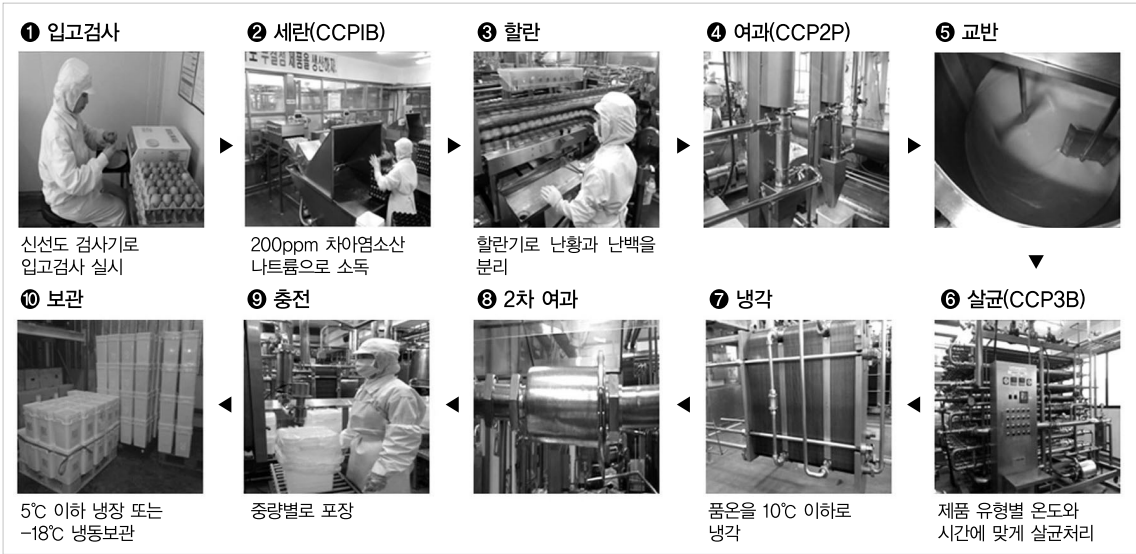 ❶ 입고검사
❷ 세란(CCP1B)
❸ 할란
❹ 여과(CCP2P)
❺ 교반
신선도 검사기로
입고검사 실시
200ppm 차아염소산
나트륨으로 소독
할란기로 난황과 난백을
분리
❿ 보관
❾ 충전
❽ 2차 여과
❼ 냉각
❻ 살균(CCP3B)
5℃ 이하 냉장 또는
-18℃ 냉동보관
중량별로 포장
품온을 10℃ 이하로
냉각
제품 유형별 온도와
시간에 맞게 살균처리